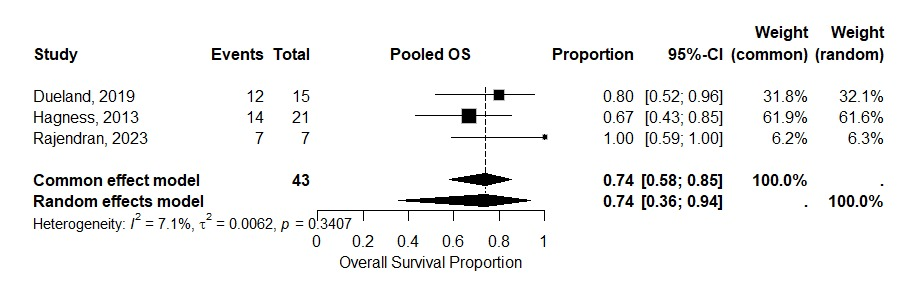 Weight Weight
Study Events Total Pooled OS Proportion 95%-CI (common) (random)
Dueland, 2019 12 15 0.80 [0.52; 0.96] 31.8% 32.1%
Hagness, 2013 14 21 0.67 [0.43; 0.85] 61.9% 61.6%
Rajendran, 2023 7 7 1.00 [0.59; 1.00] 6.2% 6.3%
Common effect model 43 0.74 [0.58; 0.85] 100.0% .
Random effects model 0.74 [0.36; 0.94] . 100.0%
Heterogeneity: I² = 7.1%, τ² = 0.0062, p = 0.3407
0 0.2 0.4 0.6 0.8 1
Overall Survival Proportion